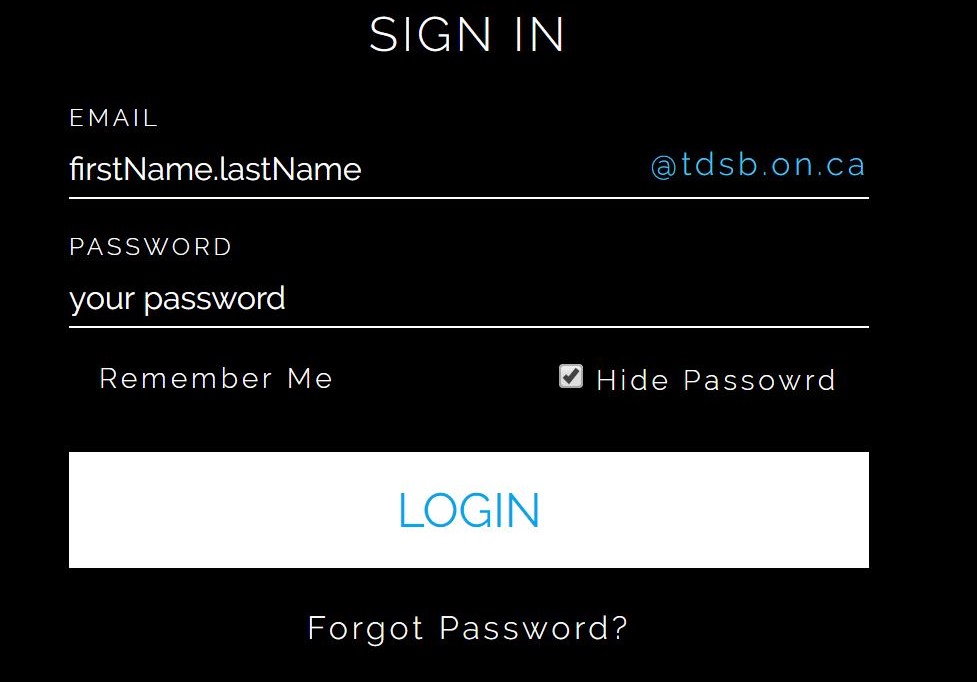 SIGN IN
EMAIL
firstName.lastName @tdsb.on.ca
PASSWORD
your password
Remember Me Hide Passowrd
LOGIN
Forgot Password?